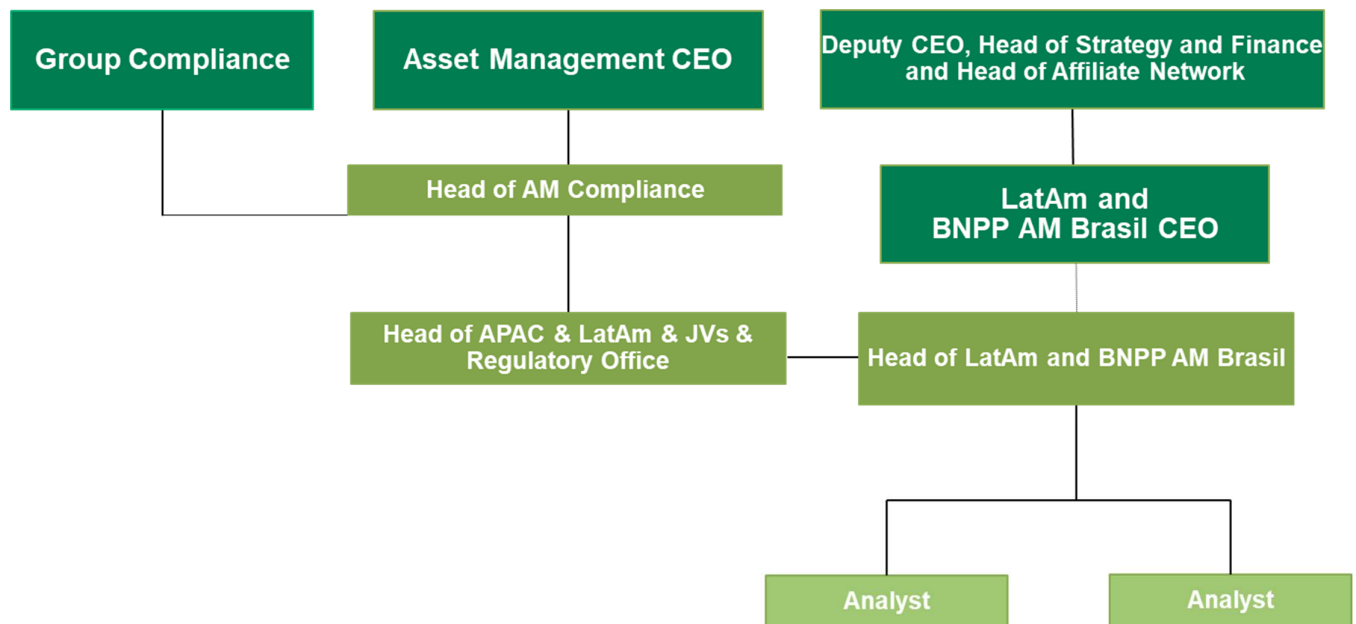 Group Compliance
Asset Management CEO
Deputy CEO, Head of Strategy and Finance
and Head of Affiliate Network
Head of AM Compliance
LatAm and
BNPP AM Brasil CEO
Head of APAC & LatAm & JVs &
Regulatory Office
Head of LatAm and BNPP AM Brasil
Analyst
Analyst